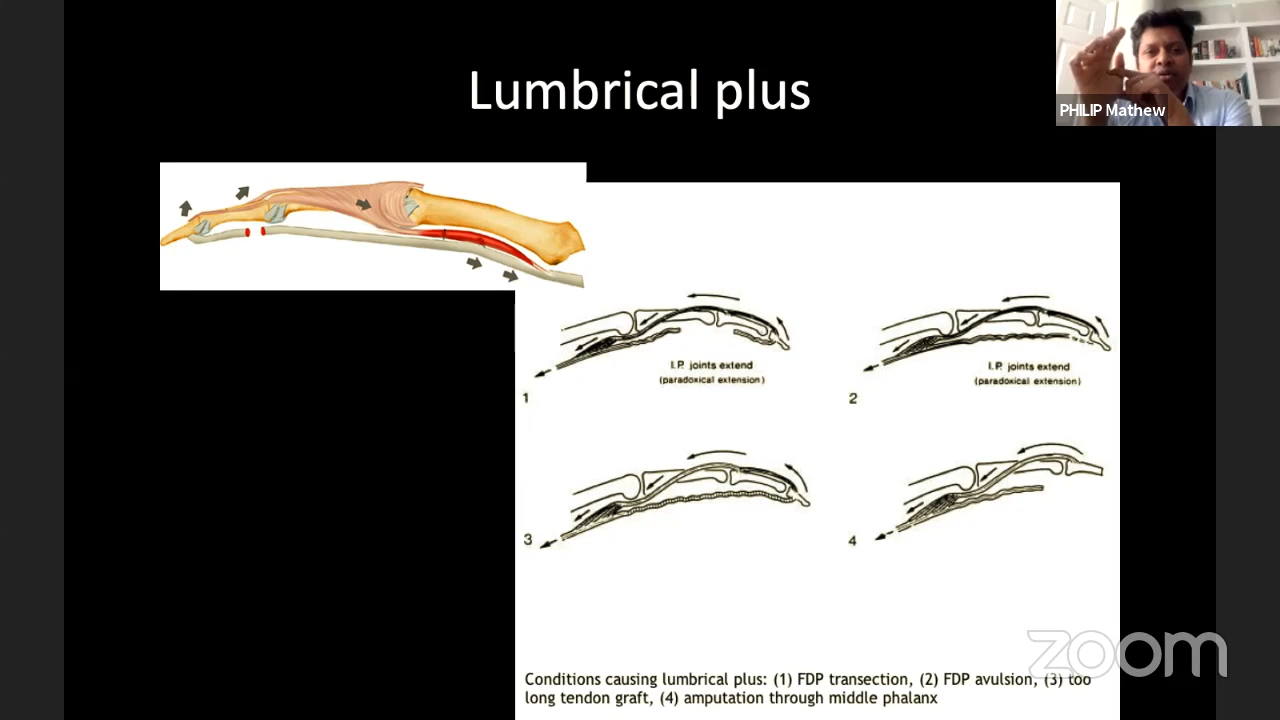 Lumbrical plus
PHILIP Mathew
I.P. joints extend
(paradoxical extension)
1
I.P. joints extend
(paradoxical extension)
2
3
4
zoom
Conditions causing lumbrical plus: (1) FDP transection, (2) FDP avulsion, (3) too
long tendon graft, (4) amputation through middle phalanx